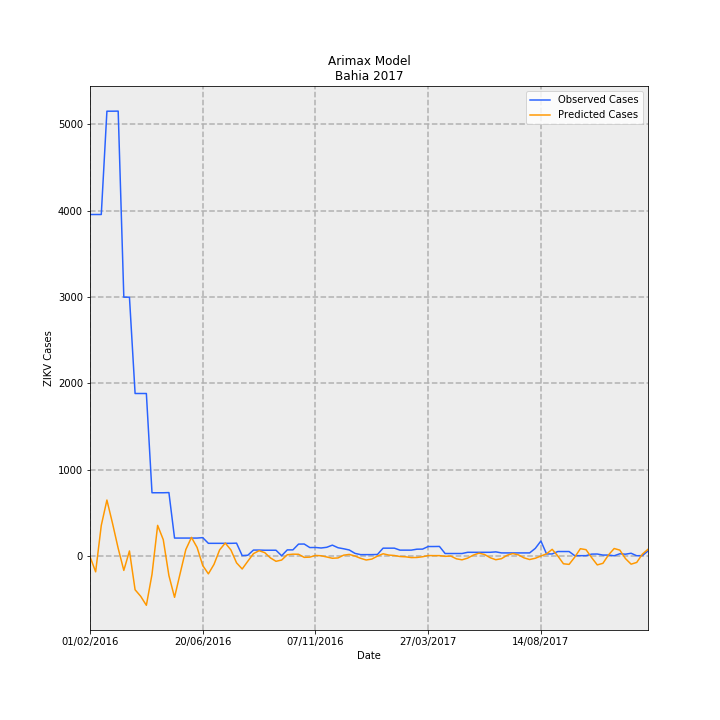 Arimax Model
Bahia 2017
Observed Cases
Predicted Cases
ZIKV Cases
5000
4000
3000
2000
1000
0
01/02/2016
20/06/2016
07/11/2016
27/03/2017
14/08/2017
Date